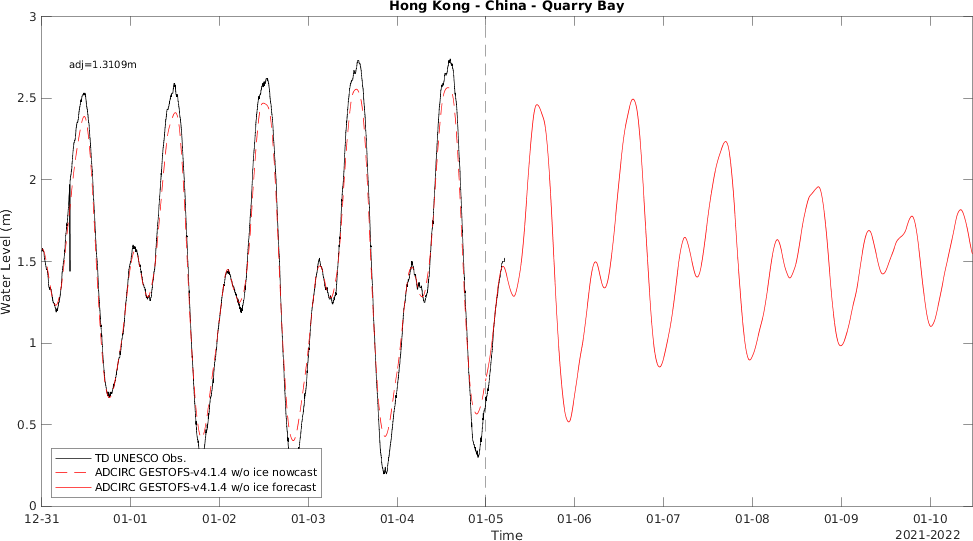 Hong Kong - China - Quarry Bay
3
adj=1.3109m
2.5
2
Water Level (m)
1.5
1
0.5
TD UNESCO Obs.
ADCIRC GESTOFS-v4.1.4 w/o ice nowcast
ADCIRC GESTOFS-v4.1.4 w/o ice forecast
0
12-31 01-01 01-02 01-03 01-04 01-05 01-06 01-07 01-08 01-09 01-10
Time
2021-2022